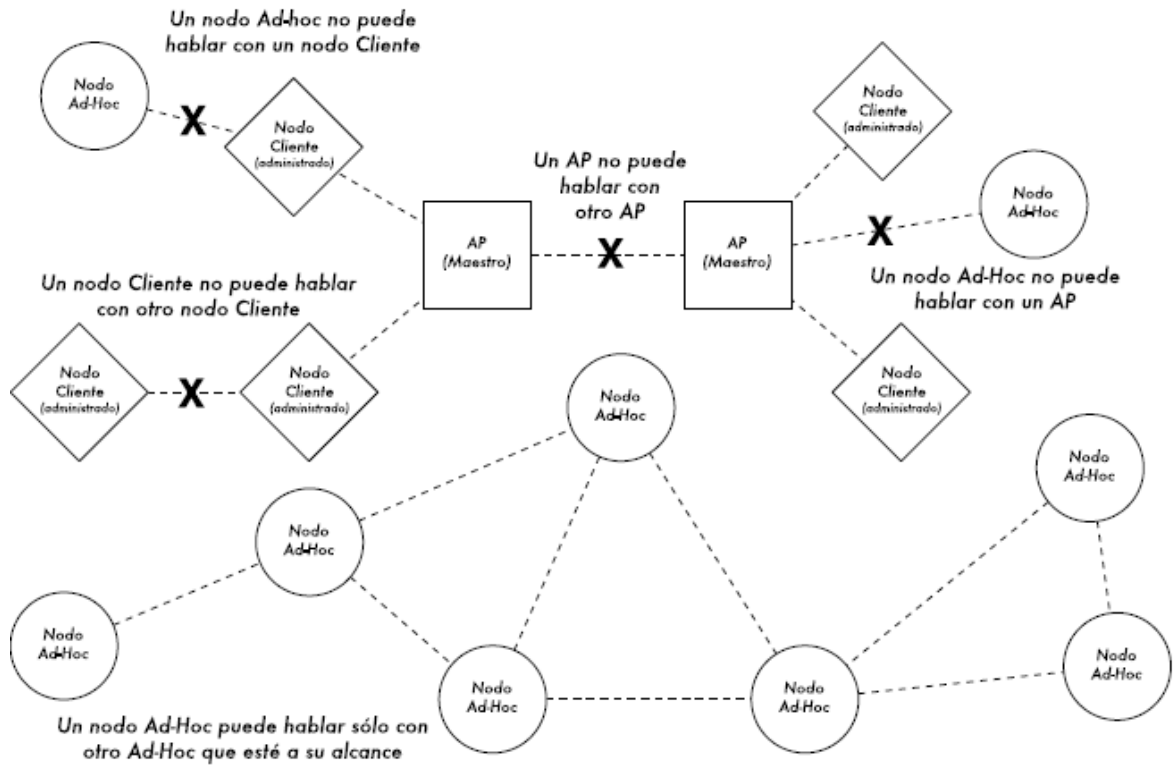 Un nodo Ad-hoc no puede
hablar con un nodo Cliente
Nodo
Ad-Hoc
Nodo
Cliente
(administrado)
Nodo
Cliente
(administrado)
Un AP no puede
hablar con
otro AP
Nodo
Ad-Hoc
AP
(Maestro)
AP
(Maestro)
Un nodo Ad-Hoc no puede
hablar con un AP
Un nodo Cliente no puede hablar
con otro nodo Cliente
Nodo
Cliente
(administrado)
Nodo
Cliente
(administrado)
Nodo
Cliente
(administrado)
Nodo
Ad-Hoc
Nodo
Ad-Hoc
Nodo
Ad-Hoc
Nodo
Ad-Hoc
Nodo
Ad-Hoc
Nodo
Ad-Hoc
Nodo
Ad-Hoc
Un nodo Ad-Hoc puede hablar sólo con
otro Ad-Hoc que esté a su alcance